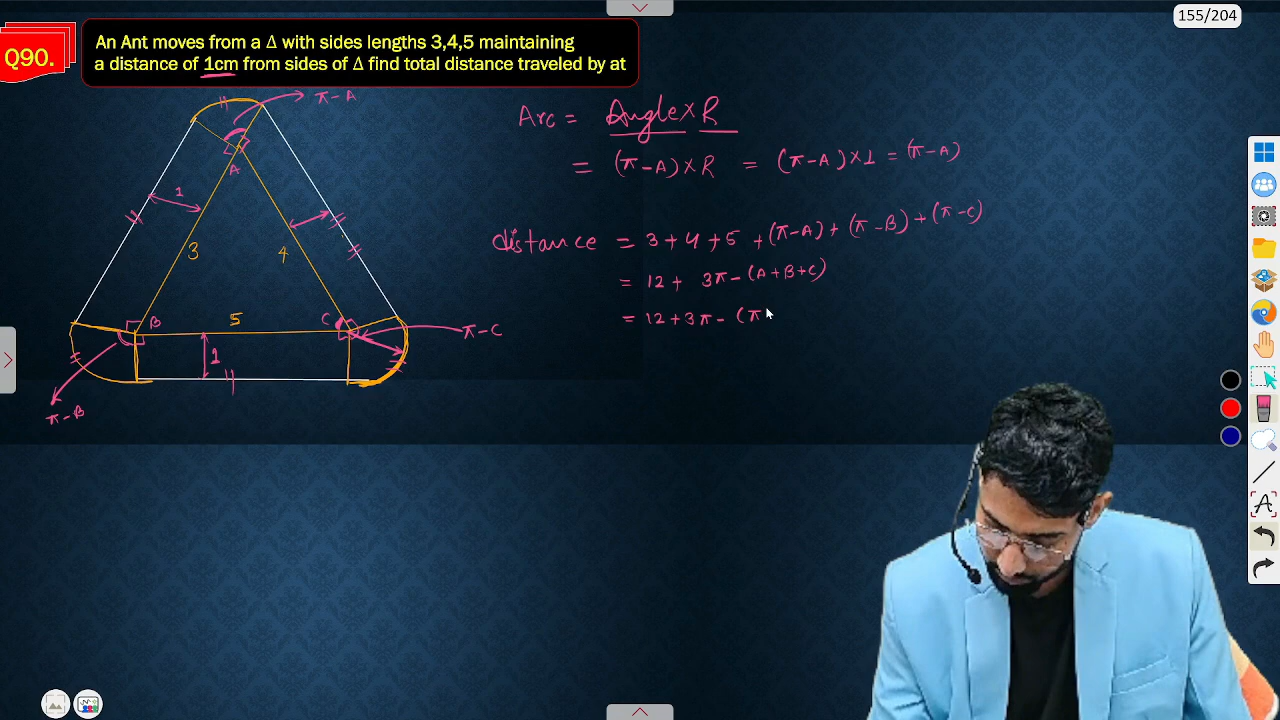 155/204
Q90.
An Ant moves from a Δ with sides lengths 3,4,5 maintaining
a distance of 1cm from sides of Δ find total distance traveled by at
π-A
A
1
3
4
B
5
C
1
π-C
π-B
Arc = Angle × R
= (π-A) × R = (π-A) × 1 = (π-A)
distance = 3 + 4 + 5 + (π-A) + (π-B) + (π-C)
= 12 + 3π - (A+B+C)
= 12 + 3π - (π
A